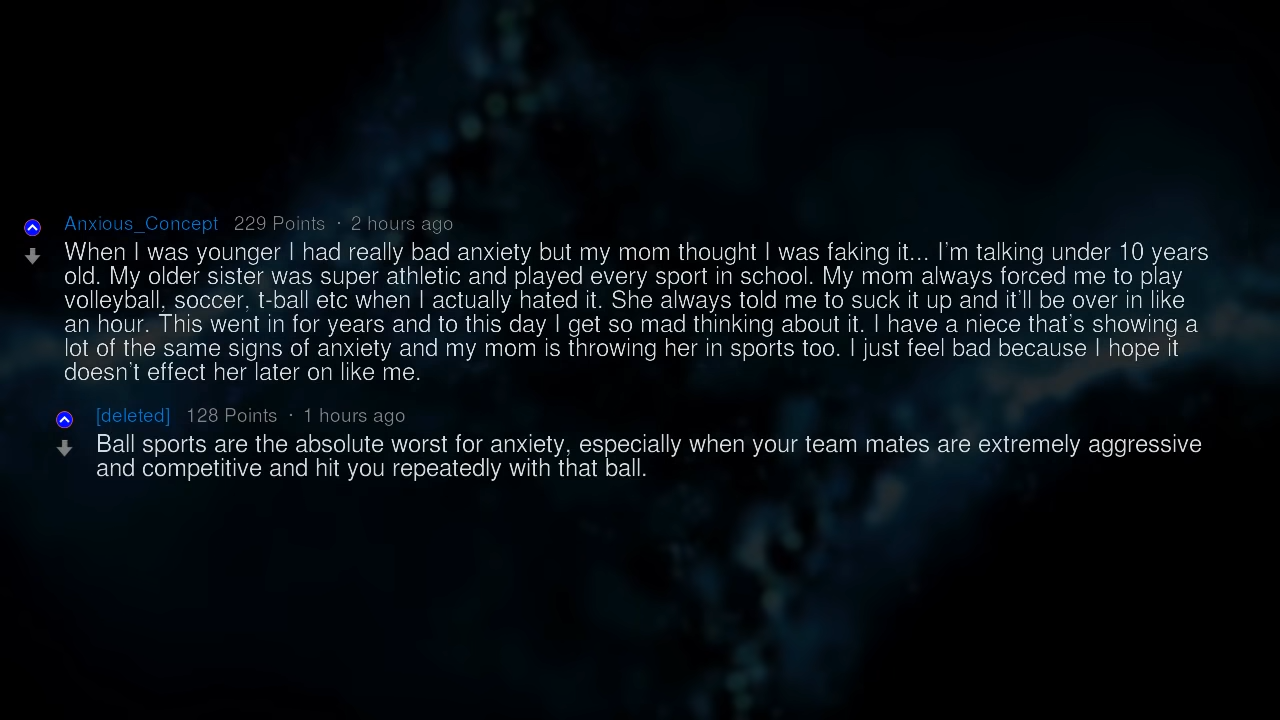 Anxious_Concept 229 Points · 2 hours ago
When I was younger I had really bad anxiety but my mom thought I was faking it... I'm talking under 10 years
old. My older sister was super athletic and played every sport in school. My mom always forced me to play
volleyball, soccer, t-ball etc when I actually hated it. She always told me to suck it up and it'll be over in like
an hour. This went in for years and to this day I get so mad thinking about it. I have a niece that's showing a
lot of the same signs of anxiety and my mom is throwing her in sports too. I just feel bad because I hope it
doesn't effect her later on like me.
[deleted] 128 Points · 1 hours ago
Ball sports are the absolute worst for anxiety, especially when your team mates are extremely aggressive
and competitive and hit you repeatedly with that ball.